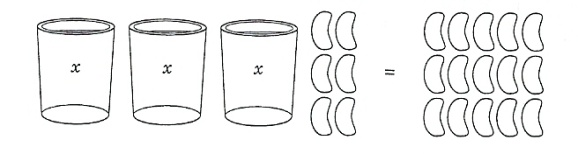 x x x =